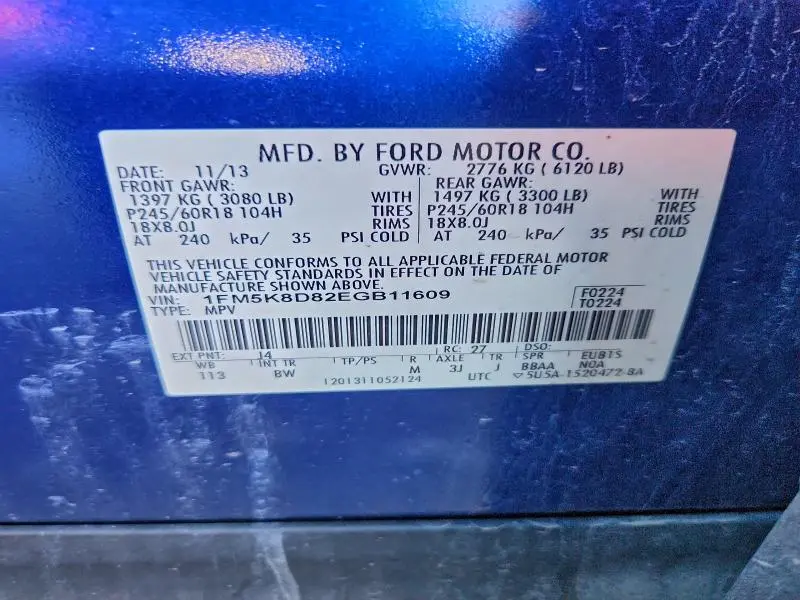 MFD. BY FORD MOTOR CO.
DATE: 11/13 GVWR: 2776 KG ( 6120 LB)
FRONT GAWR: REAR GAWR:
1397 KG ( 3080 LB) WITH 1497 KG ( 3300 LB) WITH
P245/60R18 104H TIRES P245/60R18 104H TIRES
18X8.0J RIMS 18X8.0J RIMS
AT 240 kPa/ 35 PSI COLD AT 240 kPa/ 35 PSI COLD
THIS VEHICLE CONFORMS TO ALL APPLICABLE FEDERAL MOTOR
VEHICLE SAFETY STANDARDS IN EFFECT ON THE DATE OF
MANUFACTURE SHOWN ABOVE.
VIN: 1FM5K8D82EGB11609 F0224
TYPE: MPV T0224
EXT PNT: J4 RC: 27 DSO:
WB INT TR TP/PS R AXLE TR SPR EU815
113 BW M 3J J BBAA N0A
1201311052124 UTC ▽5U5A-1520472-BA